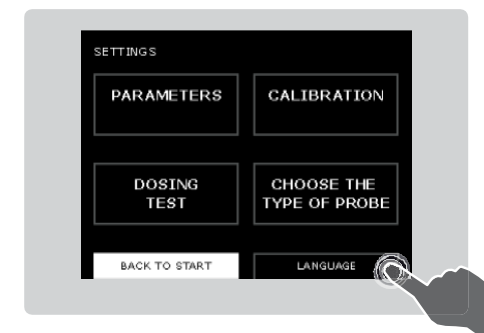 SETTINGS
PARAMETERS
CALIBRATION
DOSING
TEST
CHOOSE THE
TYPE OF PROBE
BACK TO START
LANGUAGE